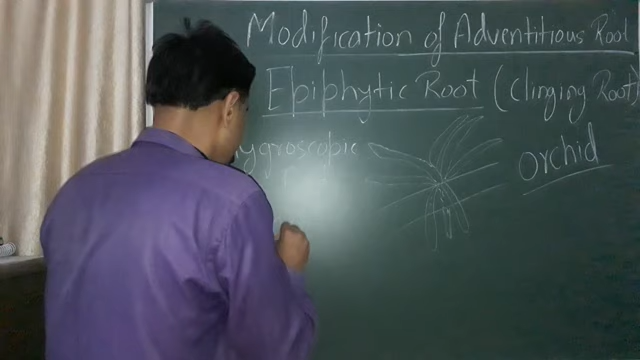 Modification of Adventitious Root
Epiphytic Root (Clinging Root)
ygroscopic
orchid